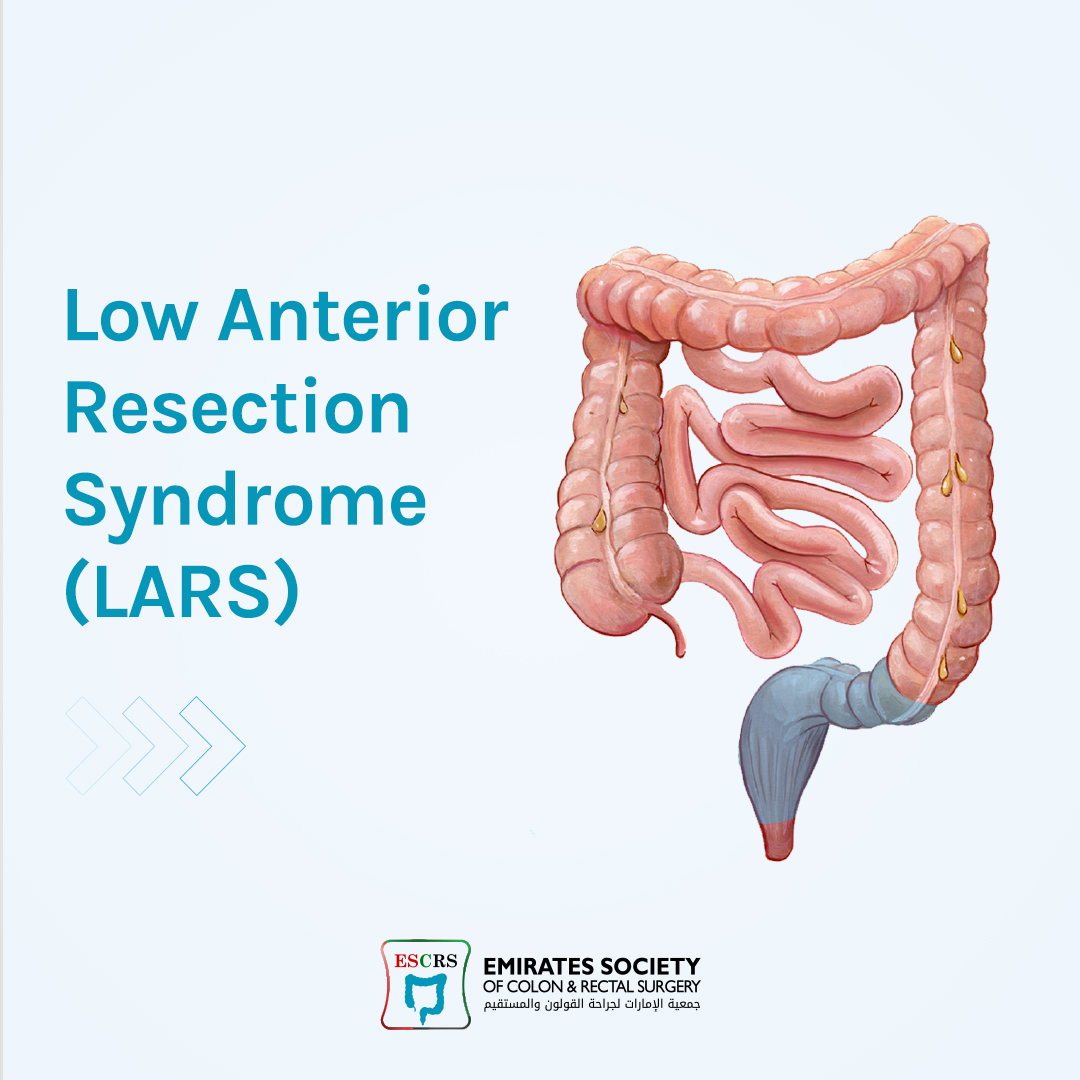 Low Anterior
Resection
Syndrome
(LARS)
ESCRS
EMIRATES SOCIETY
OF COLON & RECTAL SURGERY
جمعية الإمارات لجراحة القولون والمستقيم